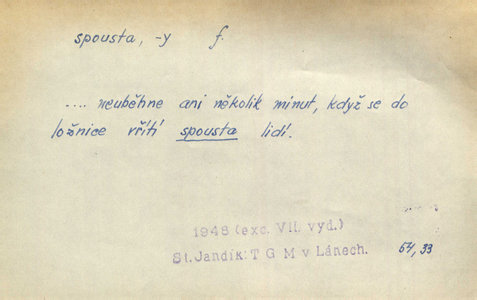 spousta, -y f.
.... neuběhne ani několik minut, když se do
ložnice vřítí spousta lidí.
1948 (exc. VII. vyd.)
St. Jandík: T G M v Lánech. 64,33